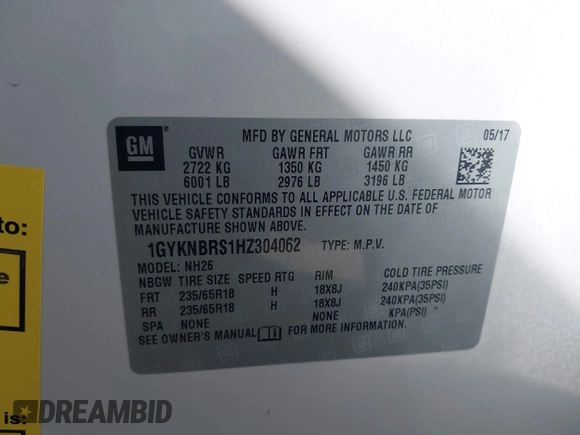 GM
MFD BY GENERAL MOTORS LLC 05/17
GVWR GAWR FRT GAWR RR
2722 KG 1350 KG 1450 KG
6001 LB 2976 LB 3196 LB
THIS VEHICLE CONFORMS TO ALL APPLICABLE U.S. FEDERAL MOTOR
VEHICLE SAFETY STANDARDS IN EFFECT ON THE DATE OF
MANUFACTURE SHOWN ABOVE.
1GYKNBRS1HZ304062 TYPE: M.P.V.
MODEL: NH26
NBGW TIRE SIZE SPEED RTG RIM COLD TIRE PRESSURE
FRT 235/65R18 H 18X8J 240KPA(35PSI)
RR 235/65R18 H 18X8J 240KPA(35PSI)
SPA NONE NONE KPA(PSI)
SEE OWNER'S MANUAL FOR MORE INFORMATION
to:
is:
DREAMBID